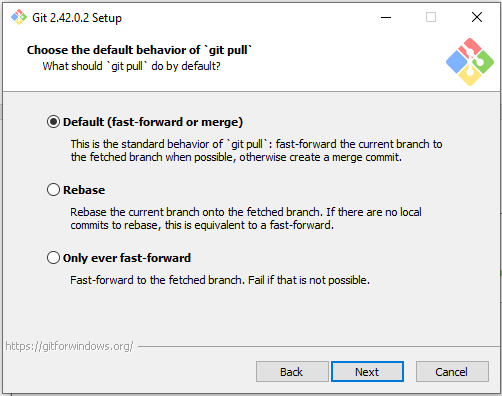 Git 2.42.0.2 Setup
Choose the default behavior of `git pull`
What should `git pull` do by default?
Default (fast-forward or merge)
This is the standard behavior of `git pull`: fast-forward the current branch to
the fetched branch when possible, otherwise create a merge commit.
Rebase
Rebase the current branch onto the fetched branch. If there are no local
commits to rebase, this is equivalent to a fast-forward.
Only ever fast-forward
Fast-forward to the fetched branch. Fail if that is not possible.
https://gitforwindows.org/
Back
Next
Cancel